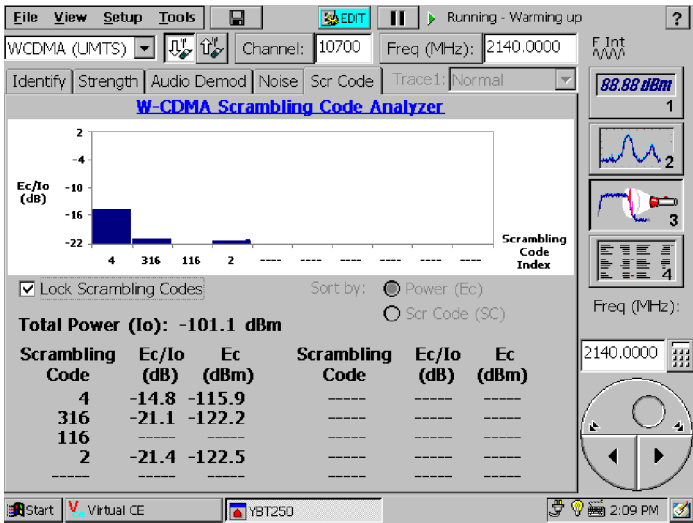 File View Setup Tools EDIT Running - Warming up ?
WCDMA (UMTS) Channel: 10700 Freq (MHz): 2140.0000 F Int
Identify Strength Audio Demod Noise Scr Code Trace1: Normal
88.88 dBm
1
W-CDMA Scrambling Code Analyzer
2
-4
-10
-16
-22
Ec/Io
(dB)
4 316 116 2 ---- ---- ---- ---- ---- ----
Scrambling
Code
Index
2
3
4
Lock Scrambling Codes Sort by: Power (Ec)
Scr Code (SC)
Freq (MHz):
Total Power (Io): -101.1 dBm
2140.0000
Scrambling Ec/Io Ec Scrambling Ec/Io Ec
Code (dB) (dBm) Code (dB) (dBm)
4 -14.8 -115.9 ----- ---- -----
316 -21.1 -122.2 ----- ---- -----
116 ----- ---- ----- ---- -----
2 -21.4 -122.5 ----- ---- -----
----- ---- ---- ----- ---- -----
Start Virtual CE YBT250 2:09 PM